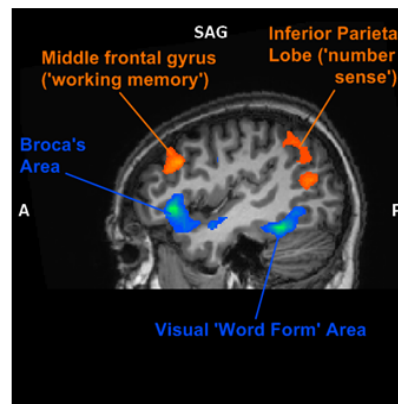 SAG
Middle frontal gyrus
('working memory')
Inferior Parieta
Lobe ('number
sense')
Broca's
Area
A
P
Visual 'Word Form' Area